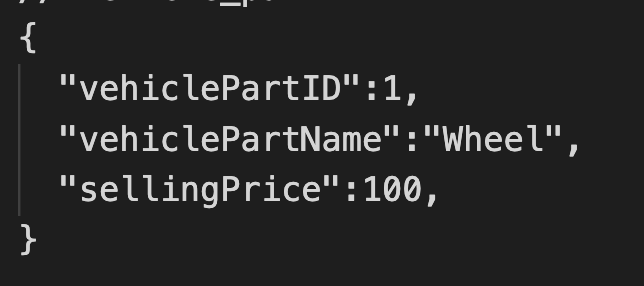 {
"vehiclePartID":1,
"vehiclePartName":"Wheel",
"sellingPrice":100,
}